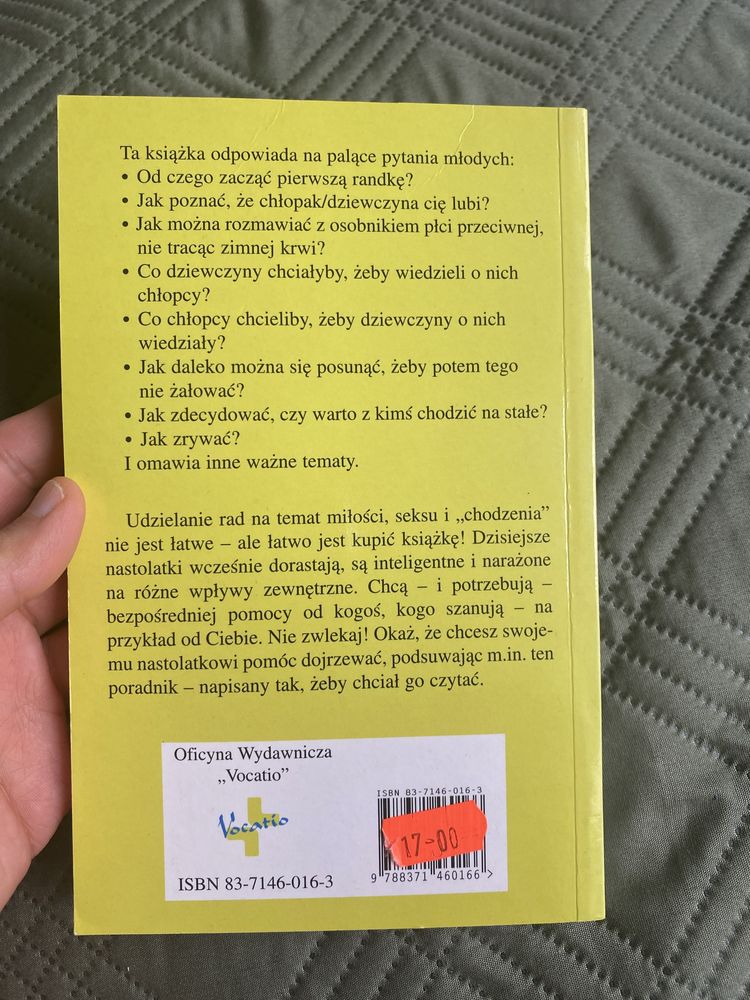 Ta książka odpowiada na palące pytania młodych:
• Od czego zacząć pierwszą randkę?
• Jak poznać, że chłopak/dziewczyna cię lubi?
• Jak można rozmawiać z osobnikiem płci przeciwnej,
nie tracąc zimnej krwi?
• Co dziewczyny chciałyby, żeby wiedzieli o nich
chłopcy?
• Co chłopcy chcieliby, żeby dziewczyny o nich
wiedziały?
• Jak daleko można się posunąć, żeby potem tego
nie żałować?
• Jak zdecydować, czy warto z kimś chodzić na stałe?
• Jak zrywać?
I omawia inne ważne tematy.
Udzielanie rad na temat miłości, seksu i „chodzenia”
nie jest łatwe – ale łatwo jest kupić książkę! Dzisiejsze
nastolatki wcześnie dorastają, są inteligentne i narażone
na różne wpływy zewnętrzne. Chcą – i potrzebują –
bezpośredniej pomocy od kogoś, kogo szanują – na
przykład od Ciebie. Nie zwlekaj! Okaż, że chcesz swoje-
mu nastolatkowi pomóc dojrzewać, podsuwając m.in. ten
poradnik – napisany tak, żeby chciał go czytać.
Oficyna Wydawnicza
„Vocatio”
Vocatio
ISBN 83-7146-016-3
ISBN 83-7146-016-3
17-00
9 788371 460166 >